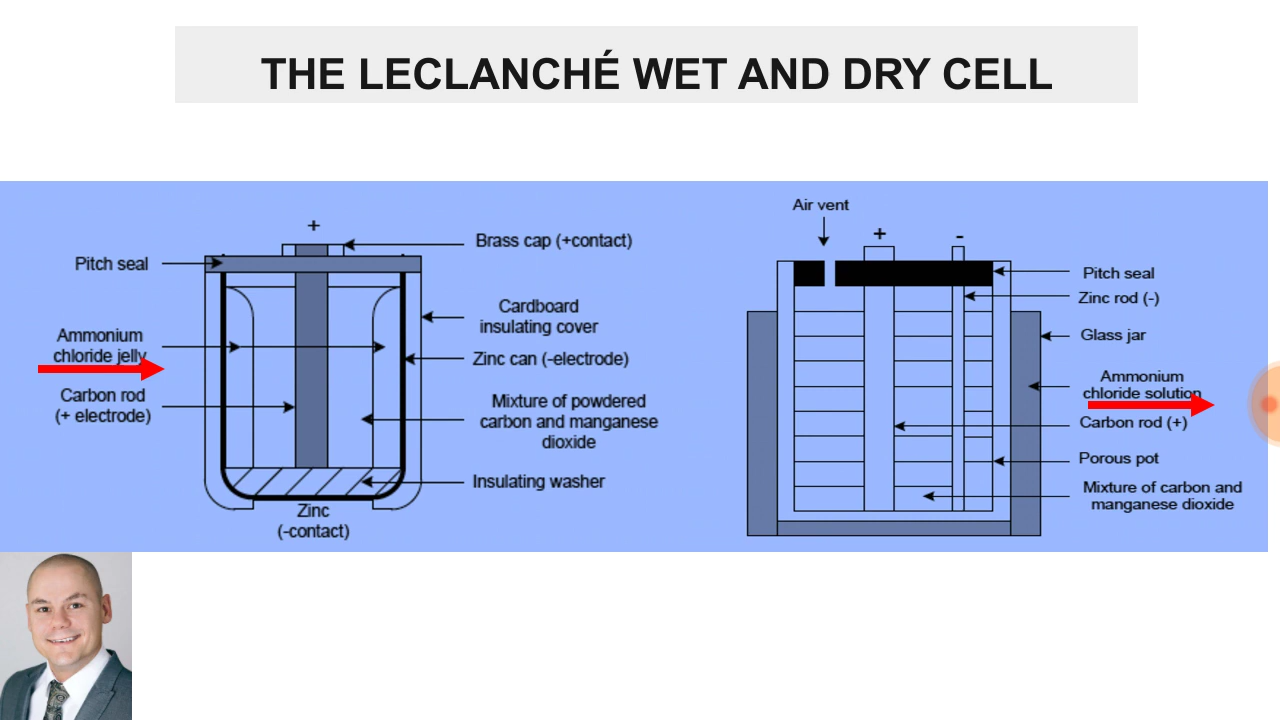 THE LECLANCHÉ WET AND DRY CELL
+
Brass cap (+contact)
Pitch seal
Cardboard
insulating cover
Ammonium
chloride jelly
Zinc can (-electrode)
Carbon rod
(+ electrode)
Mixture of powdered
carbon and manganese
dioxide
Insulating washer
Zinc
(-contact)
Air vent
+
-
Pitch seal
Zinc rod (-)
Glass jar
Ammonium
chloride solution
Carbon rod (+)
Porous pot
Mixture of carbon and
manganese dioxide